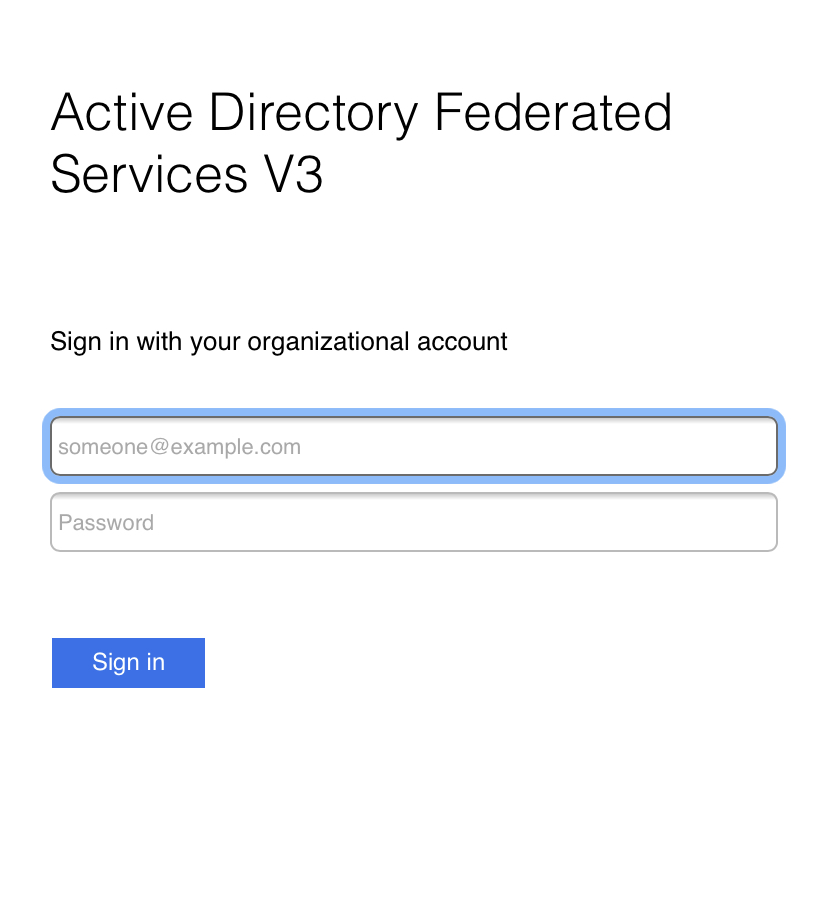 Active Directory Federated
Services V3
Sign in with your organizational account
someone@example.com
Password
Sign in